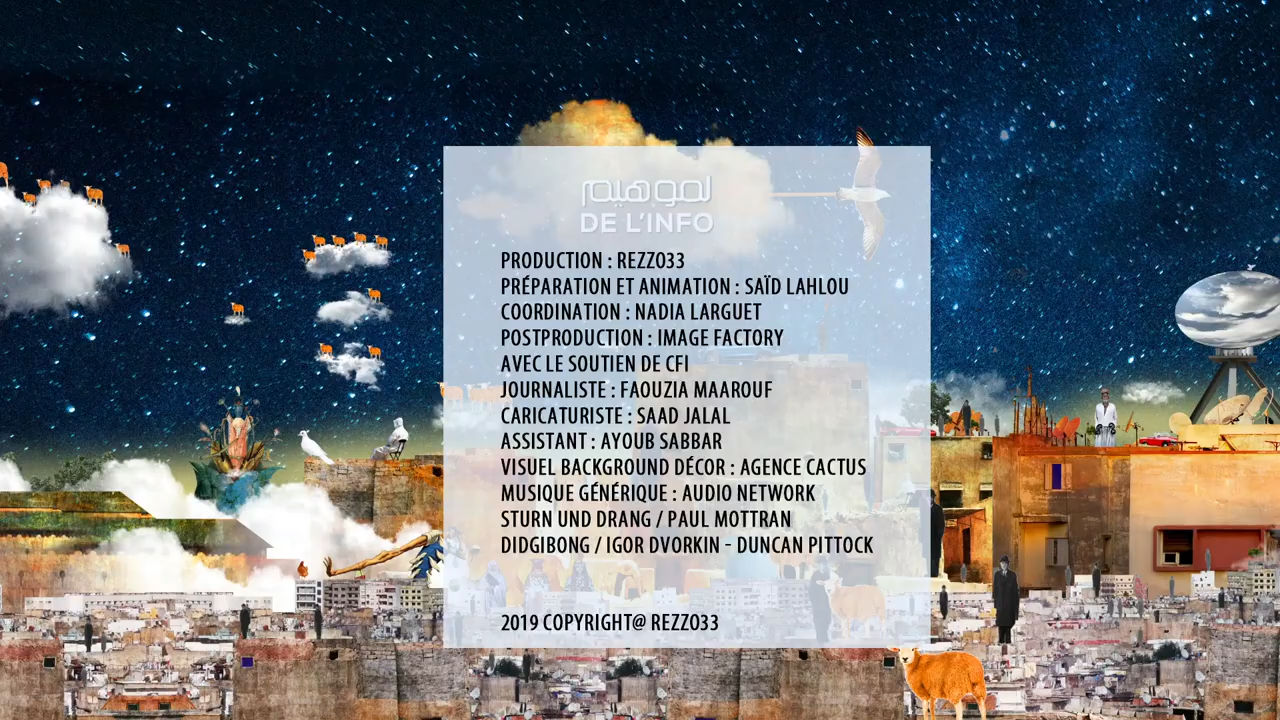 لمواهيم
DE L'INFO
PRODUCTION : REZZO33
PRÉPARATION ET ANIMATION : SAÏD LAHLOU
COORDINATION : NADIA LARGUET
POSTPRODUCTION : IMAGE FACTORY
AVEC LE SOUTIEN DE CFI
JOURNALISTE : FAOUZIA MAAROUF
CARICATURISTE : SAAD JALAL
ASSISTANT : AYOUB SABBAR
VISUEL BACKGROUND DÉCOR : AGENCE CACTUS
MUSIQUE GÉNÉRIQUE : AUDIO NETWORK
STURN UND DRANG / PAUL MOTTRAN
DIDGIBONG / IGOR DVORKIN - DUNCAN PITTOCK
2019 COPYRIGHT@ REZZO33